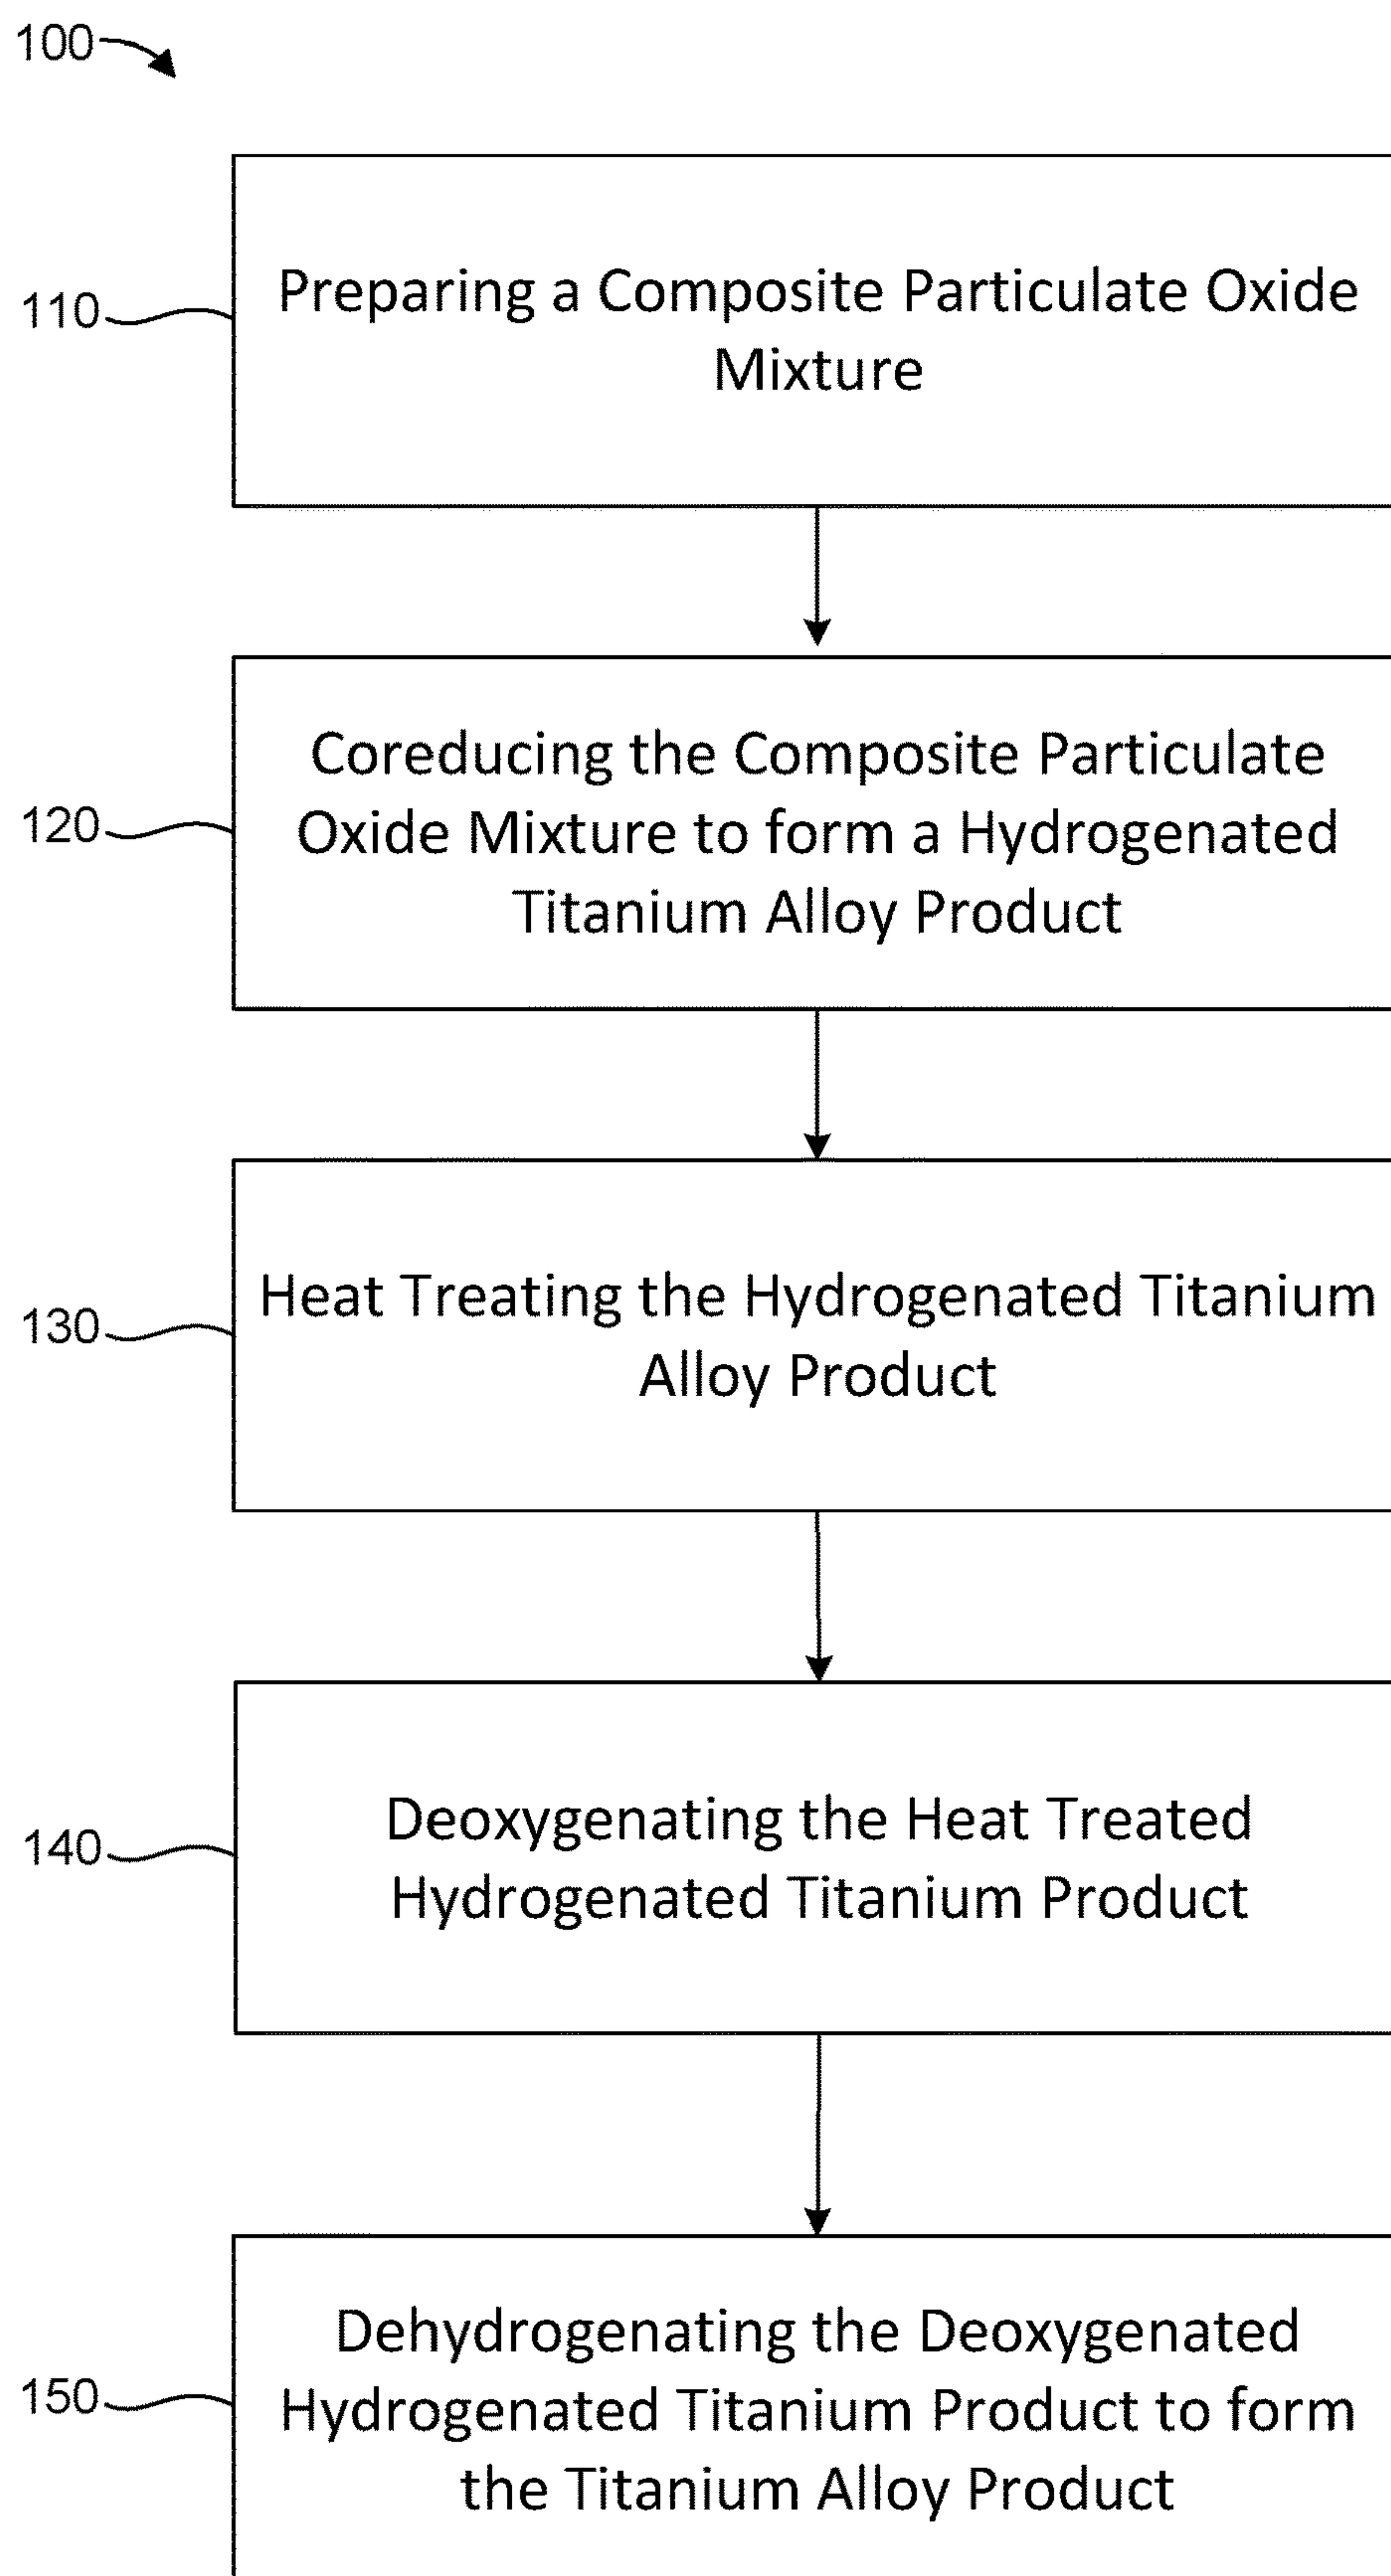 100
110
Preparing a Composite Particulate Oxide
Mixture
120
Coreducing the Composite Particulate
Oxide Mixture to form a Hydrogenated
Titanium Alloy Product
130
Heat Treating the Hydrogenated Titanium
Alloy Product
140
Deoxygenating the Heat Treated
Hydrogenated Titanium Product
150
Dehydrogenating the Deoxygenated
Hydrogenated Titanium Product to form
the Titanium Alloy Product